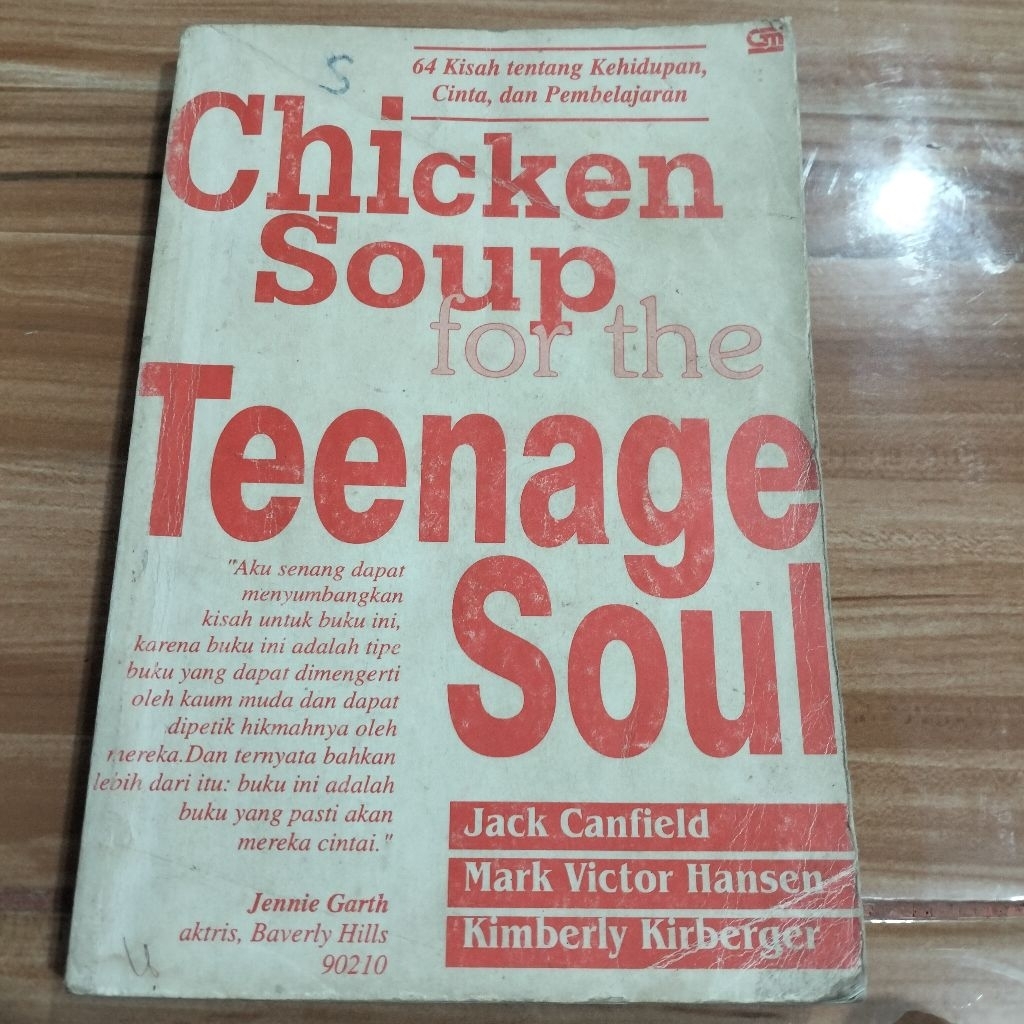 S
GM
64 Kisah tentang Kehidupan,
Cinta, dan Pembelajaran
Chicken
Soup
for the
Teenage
Soul
"Aku senang dapat
menyumbangkan
kisah untuk buku ini,
karena buku ini adalah tipe
buku yang dapat dimengerti
oleh kaum muda dan dapat
dipetik hikmahnya oleh
mereka.Dan ternyata bahkan
lebih dari itu: buku ini adalah
buku yang pasti akan
mereka cintai."
Jennie Garth
aktris, Baverly Hills
90210
Jack Canfield
Mark Victor Hansen
Kimberly Kirberger